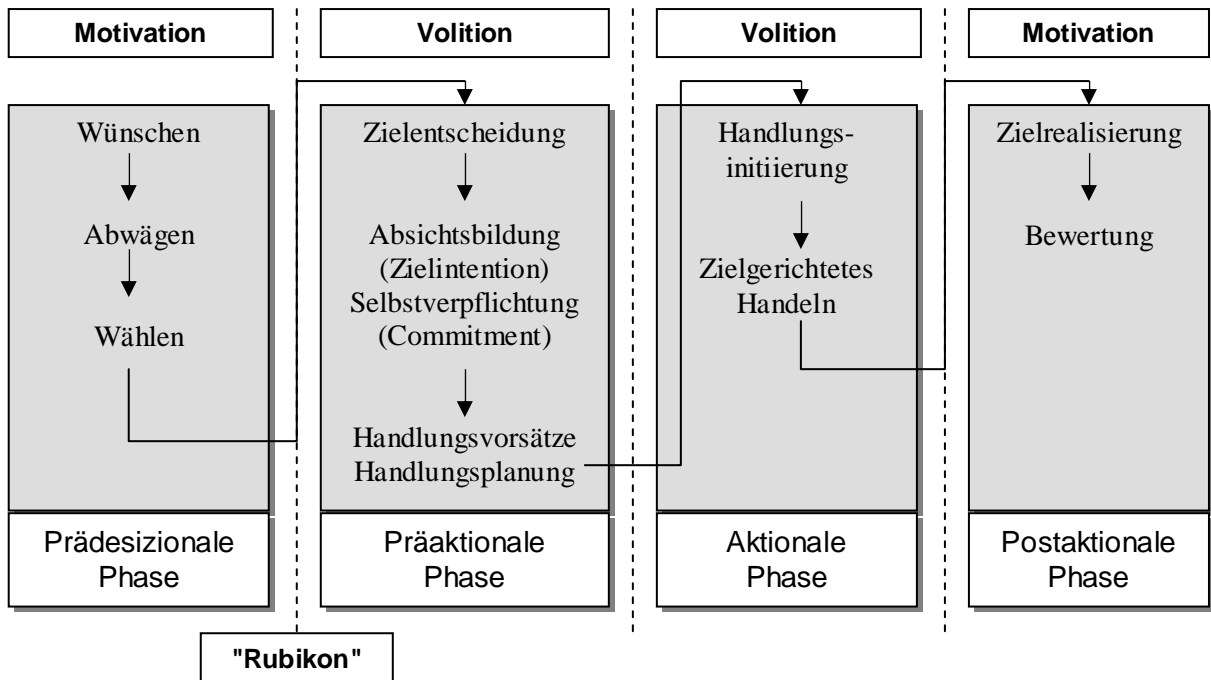 Motivation
Volition
Volition
Motivation
Wünschen
Abwägen
Wählen
Zielentscheidung
Absichtsbildung
(Zielintention)
Selbstverpflichtung
(Commitment)
Handlungsvorsätze
Handlungsplanung
Handlungs-
initiierung
Zielgerichtetes
Handeln
Zielrealisierung
Bewertung
Prädesizionale
Phase
Präaktionale
Phase
Aktionale
Phase
Postaktionale
Phase
"Rubikon"